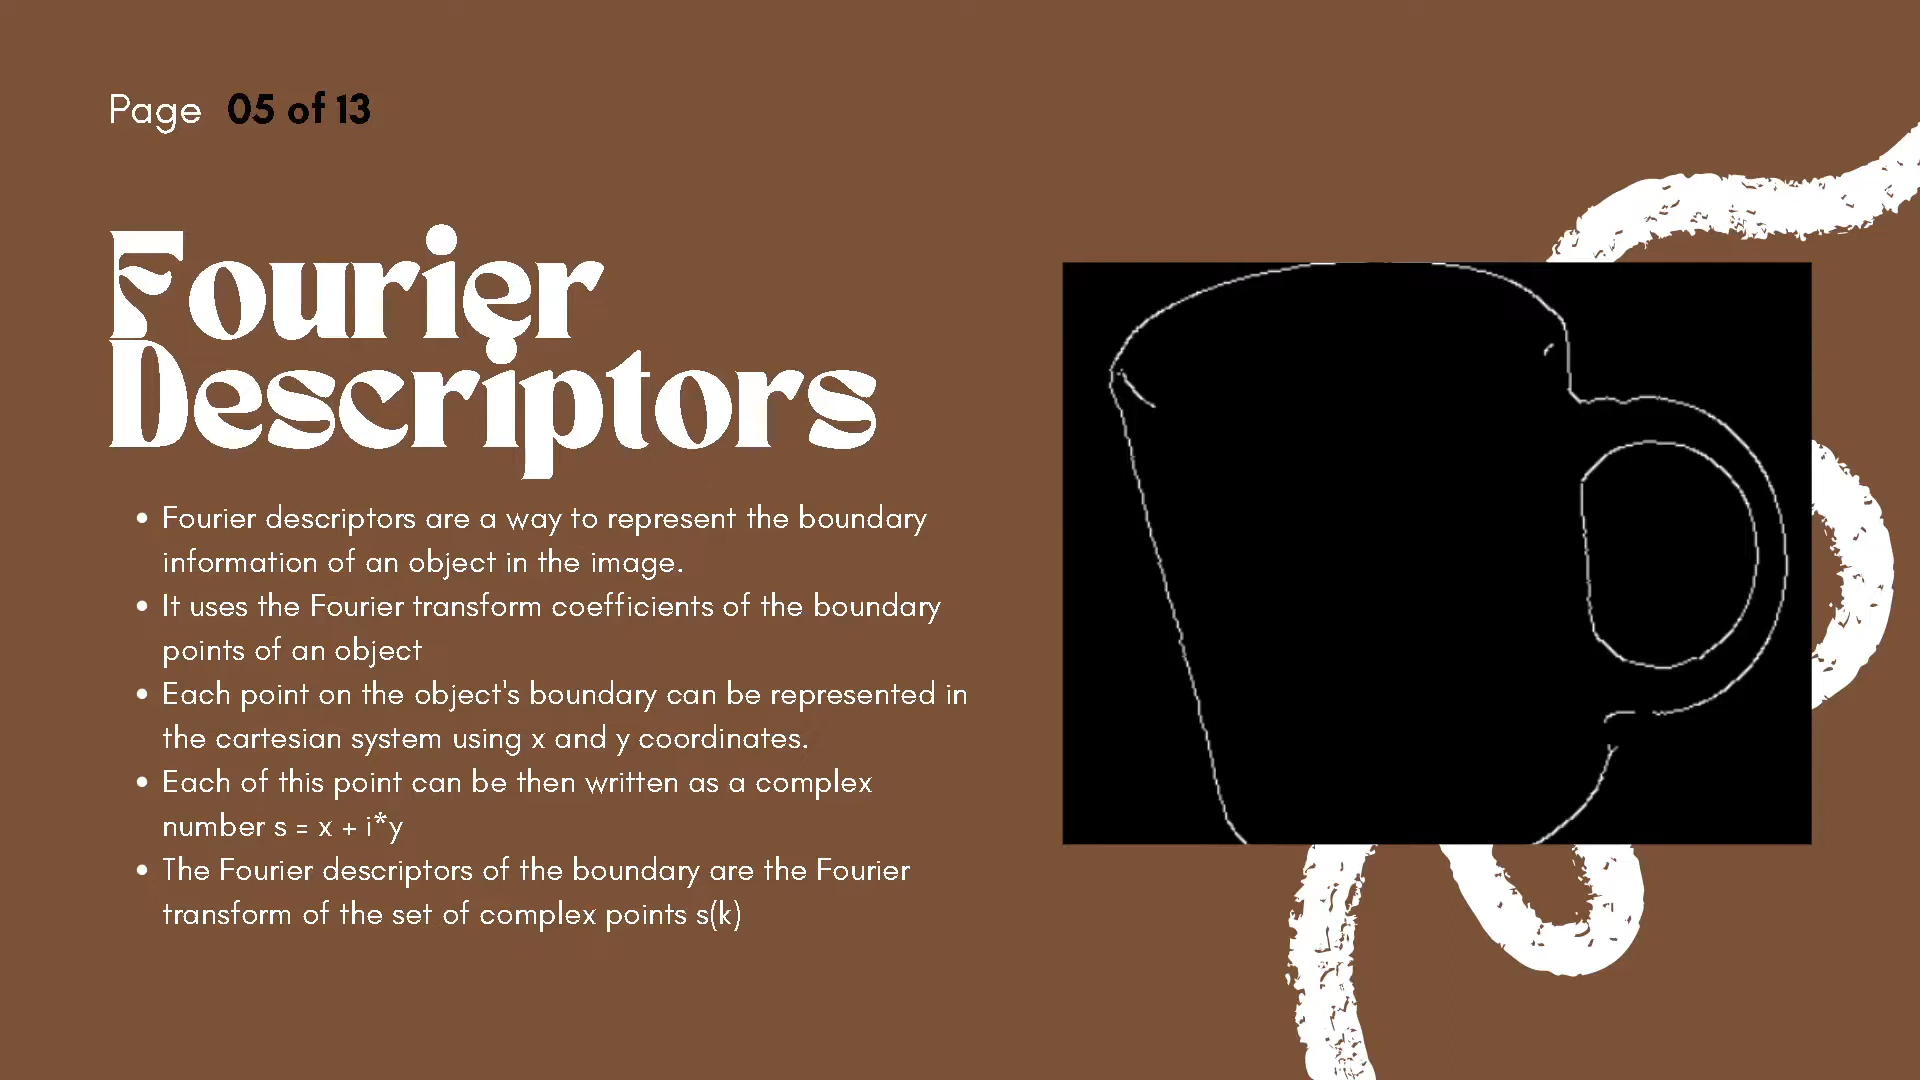 Page 05 of 13
Fourier
Descriptors
• Fourier descriptors are a way to represent the boundary
information of an object in the image.
• It uses the Fourier transform coefficients of the boundary
points of an object
• Each point on the object's boundary can be represented in
the cartesian system using x and y coordinates.
• Each of this point can be then written as a complex
number s = x + i*y
• The Fourier descriptors of the boundary are the Fourier
transform of the set of complex points s(k)